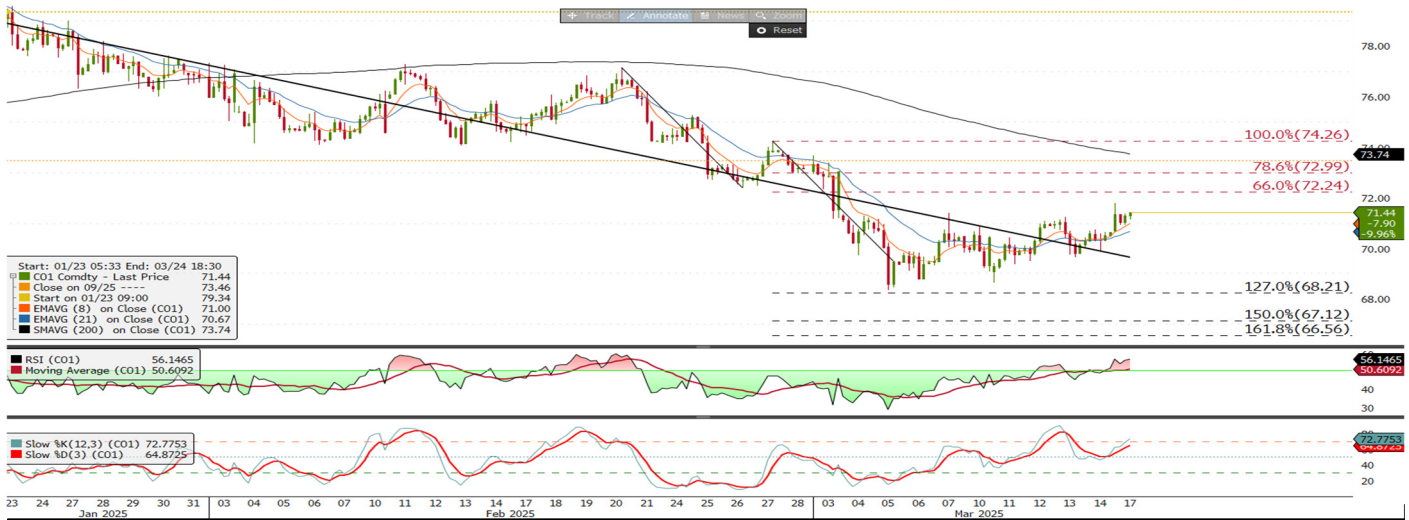 Track Annotate News Zoom
Reset
78.00
76.00
100.0%(74.26)
74.00
73.74
78.6%(72.99)
66.0%(72.24)
72.00
71.44
-7.90
-9.96%
70.00
Start: 01/23 05:33 End: 03/24 18:30
CO1 Comdty - Last Price 71.44
Close on 09/25 ---- 73.46
Start on 01/23 09:00 79.34
EMAVG (8) on Close (CO1) 71.00
EMAVG (21) on Close (CO1) 70.67
SMAVG (200) on Close (CO1) 73.74
127.0%(68.21)
68.00
150.0%(67.12)
161.8%(66.56)
RSI (CO1) 56.1465
Moving Average (CO1) 50.6092
56.1465
50.6092
40
30
Slow %K(12,3) (CO1) 72.7753
Slow %D(3) (CO1) 64.8725
72.7753
64.8725
40
20
23 24 27 28 29 30 31 03 04 05 06 07 10 11 12 13 14 17 18 19 20 21 24 25 26 27 28 03 04 05 06 07 10 11 12 13 14 17
Jan 2025 Feb 2025 Mar 2025